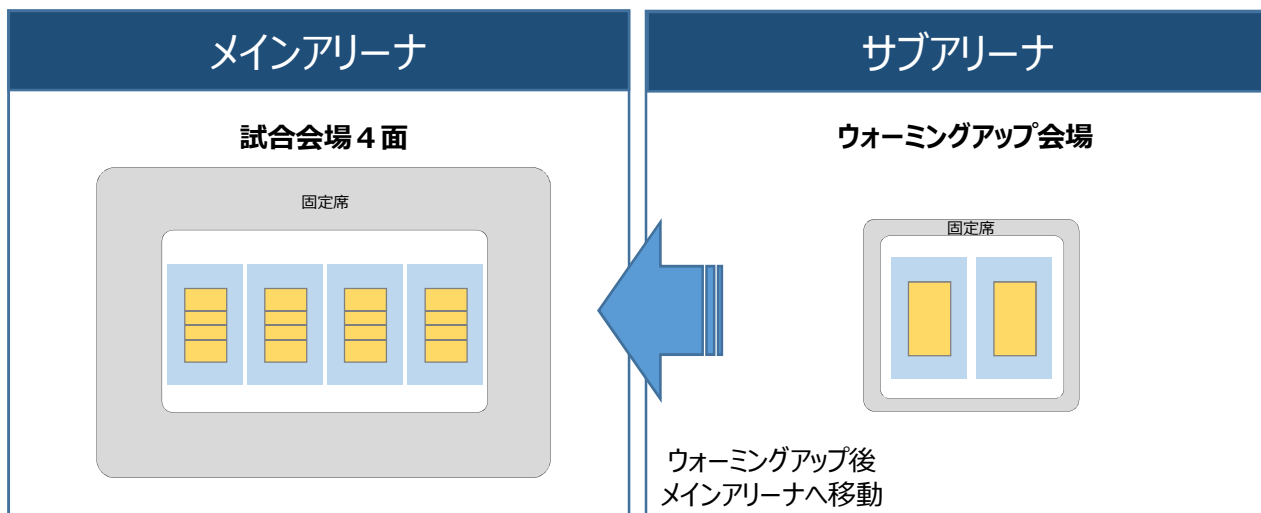 メインアリーナ
試合会場４面
固定席
サブアリーナ
ウォーミングアップ会場
固定席
ウォーミングアップ後
メインアリーナへ移動